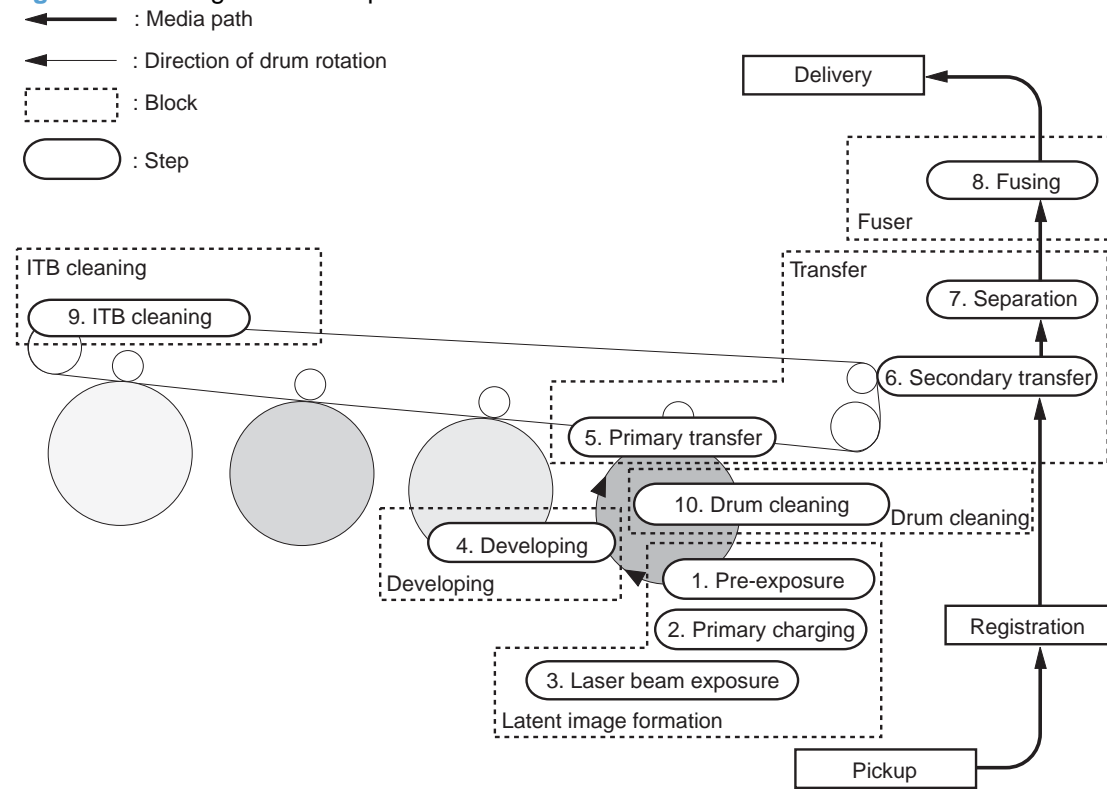 : Media path
: Direction of drum rotation
: Block
: Step
Delivery
8. Fusing
Fuser
ITB cleaning
Transfer
9. ITB cleaning
7. Separation
6. Secondary transfer
5. Primary transfer
10. Drum cleaning
Drum cleaning
4. Developing
Developing
1. Pre-exposure
2. Primary charging
Registration
3. Laser beam exposure
Latent image formation
Pickup